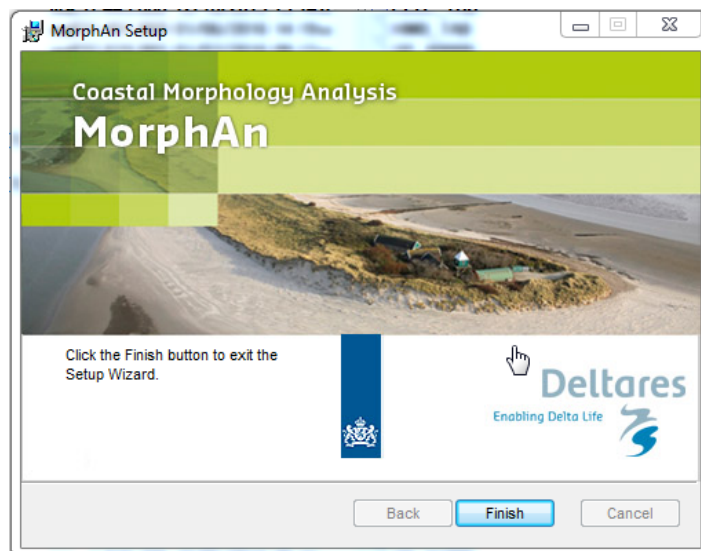 MorphAn Setup
Coastal Morphology Analysis
MorphAn
Click the Finish button to exit the
Setup Wizard.
Deltares
Enabling Delta Life
Back
Finish
Cancel